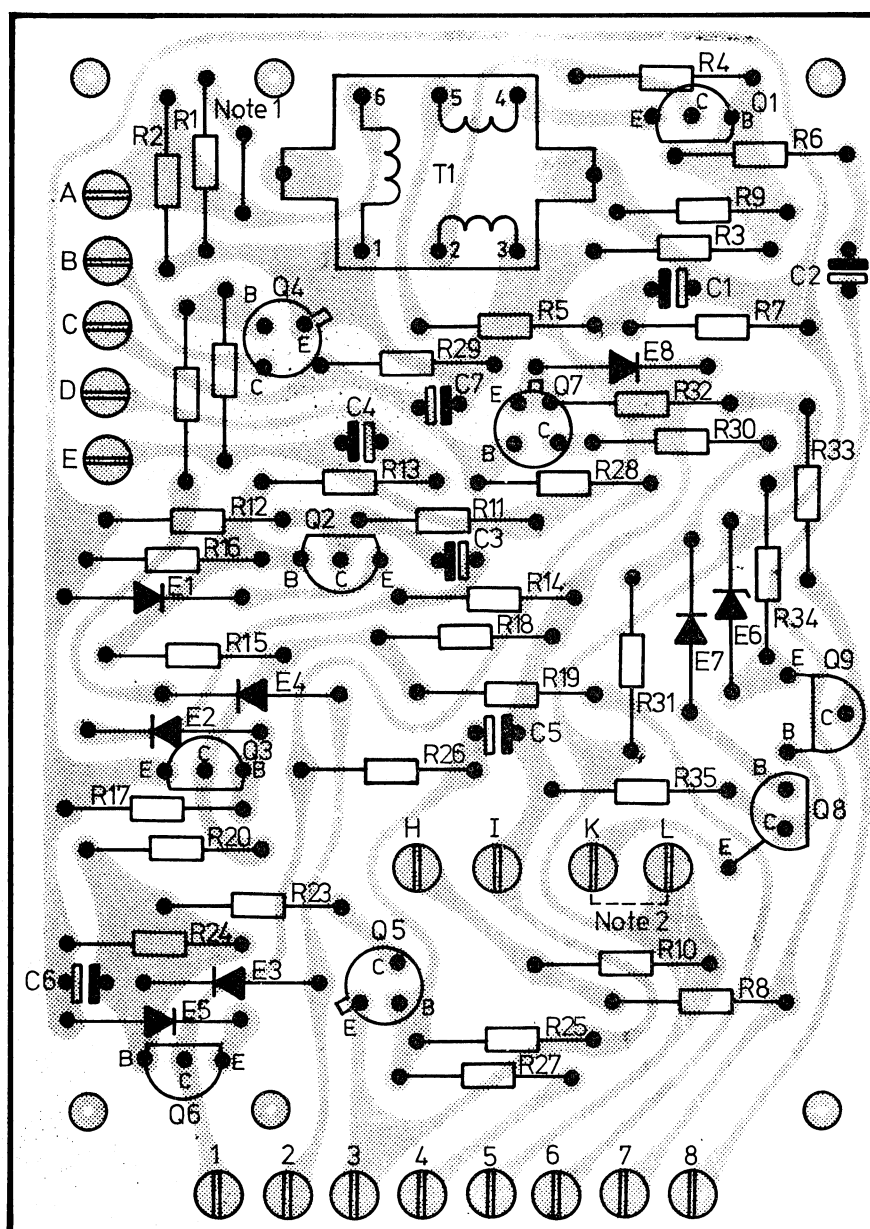 R4
E C B Q1
6 5 4
Note 1
R2 R1
R6
A
T1
R9
B
1 2 3
R3
C2
C1
B Q4
C
E
R5
R7
C
R29
E8
D
C7
E Q7
R32
C4
B C
R30
E
R13
R28
R33
R12
Q2
R11
R16
B C E
C3
E1
R14
R34
R18
E7
E6
R15
E Q9
E4
R19
R31
C
E2
C5
B
E C B Q3
R26
R35
B
R17
Q8
C
R20
H I K L
E
R23
Note 2
R24
Q5
R10
C6
E3
C
R8
E5
E B
R25
B C E
R27
Q6
1 2 3 4 5 6 7 8